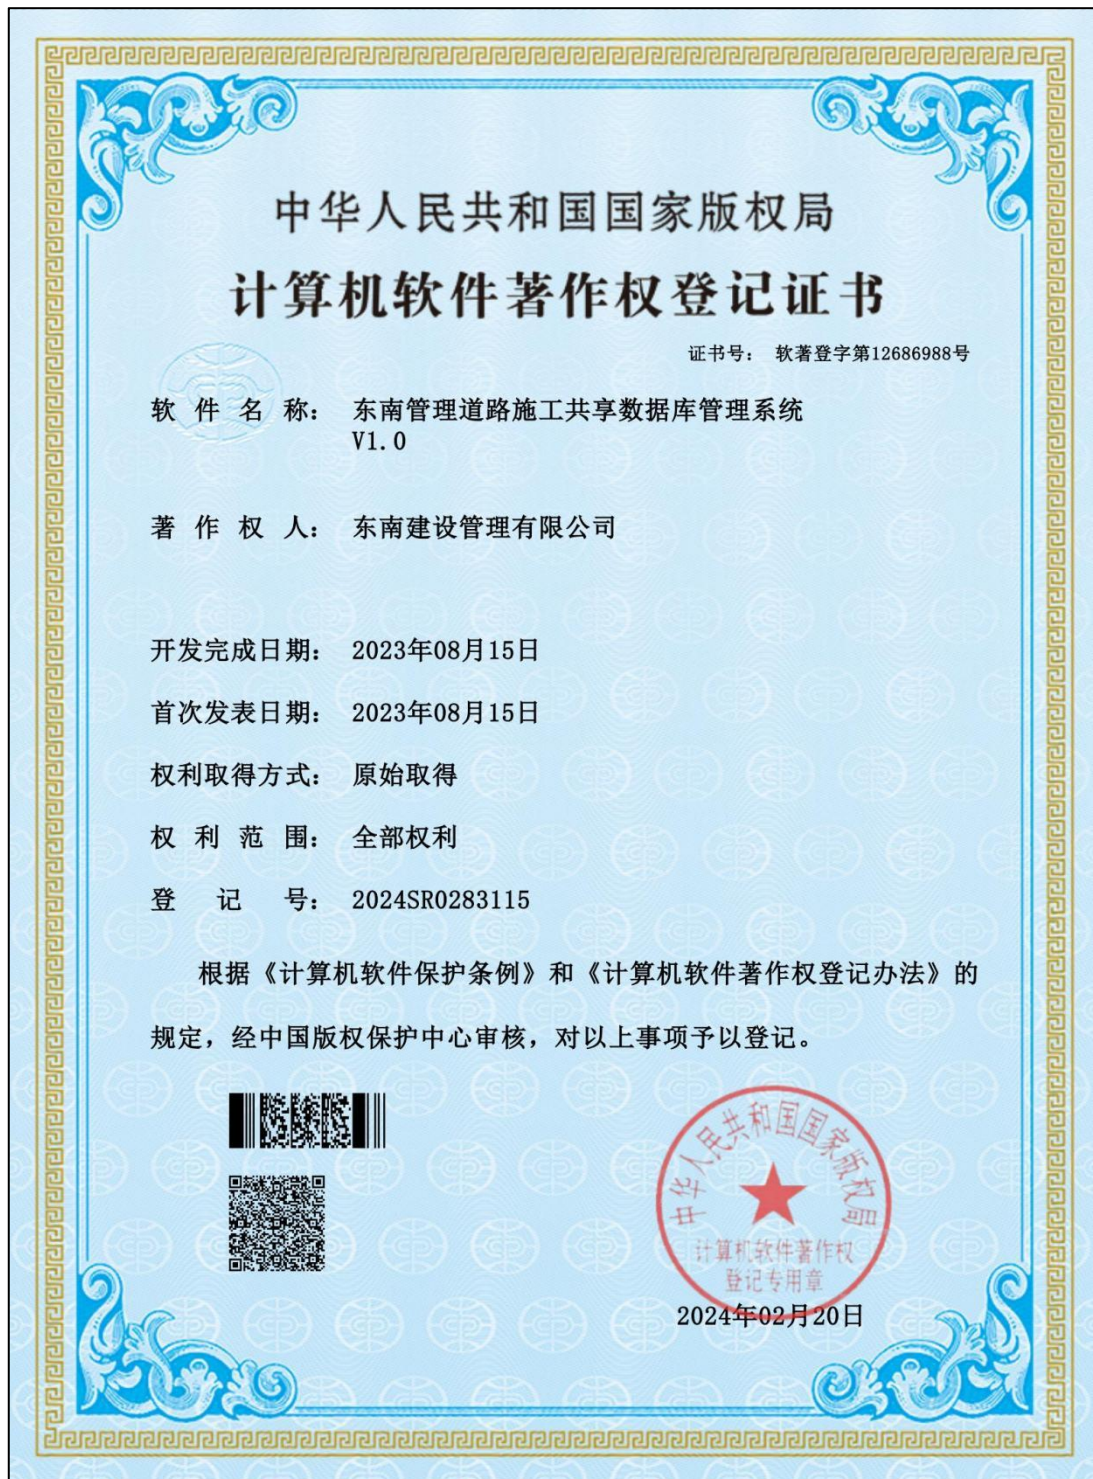 中华人民共和国国家版权局
计算机软件著作权登记证书
证书号： 软著登字第12686988号
软件名称： 东南管理道路施工共享数据库管理系统
V1.0
著作权人： 东南建设管理有限公司
开发完成日期： 2023年08月15日
首次发表日期： 2023年08月15日
权利取得方式： 原始取得
权利范围： 全部权利
登记号： 2024SR0283115
根据《计算机软件保护条例》和《计算机软件著作权登记办法》的
规定，经中国版权保护中心审核，对以上事项予以登记。
中华人民共和国国家版权局
计算机软件著作权
登记专用章
2024年02月20日